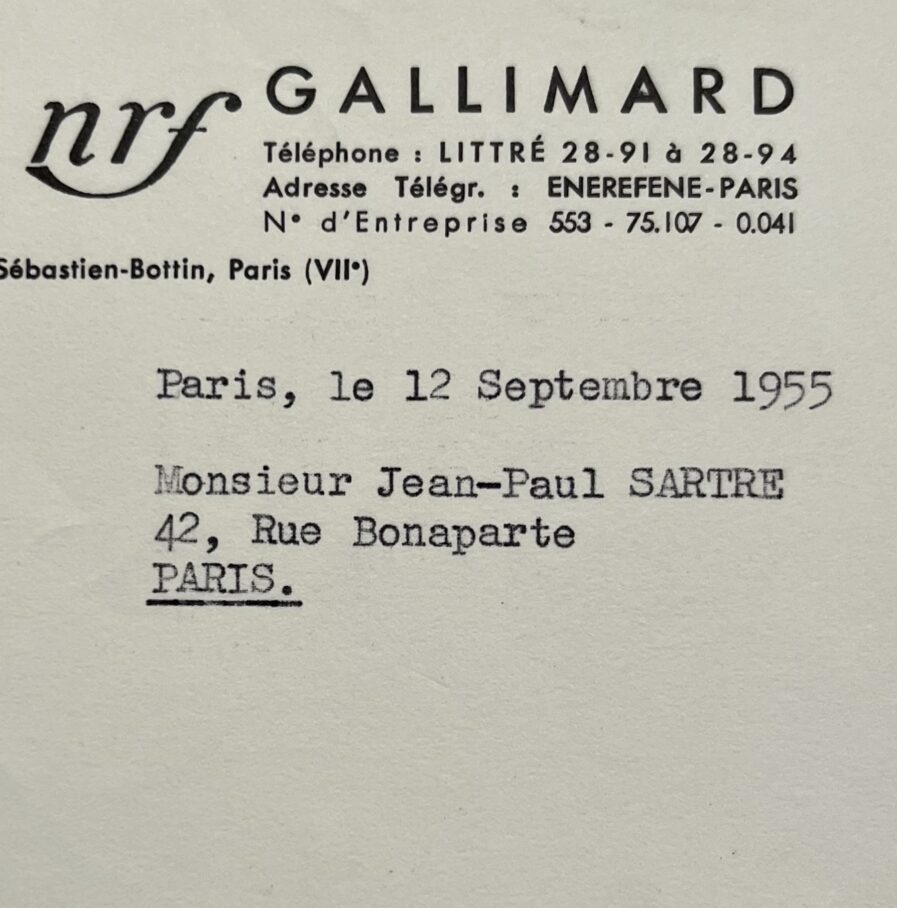 nrf GALLIMARD
Téléphone : LITTRÉ 28-91 à 28-94
Adresse Télégr. : ENEREFENE-PARIS
N° d'Entreprise 553 - 75.107 - 0.041
Sébastien-Bottin, Paris (VIIe)
Paris, le 12 Septembre 1955
Monsieur Jean-Paul SARTRE
42, Rue Bonaparte
PARIS.